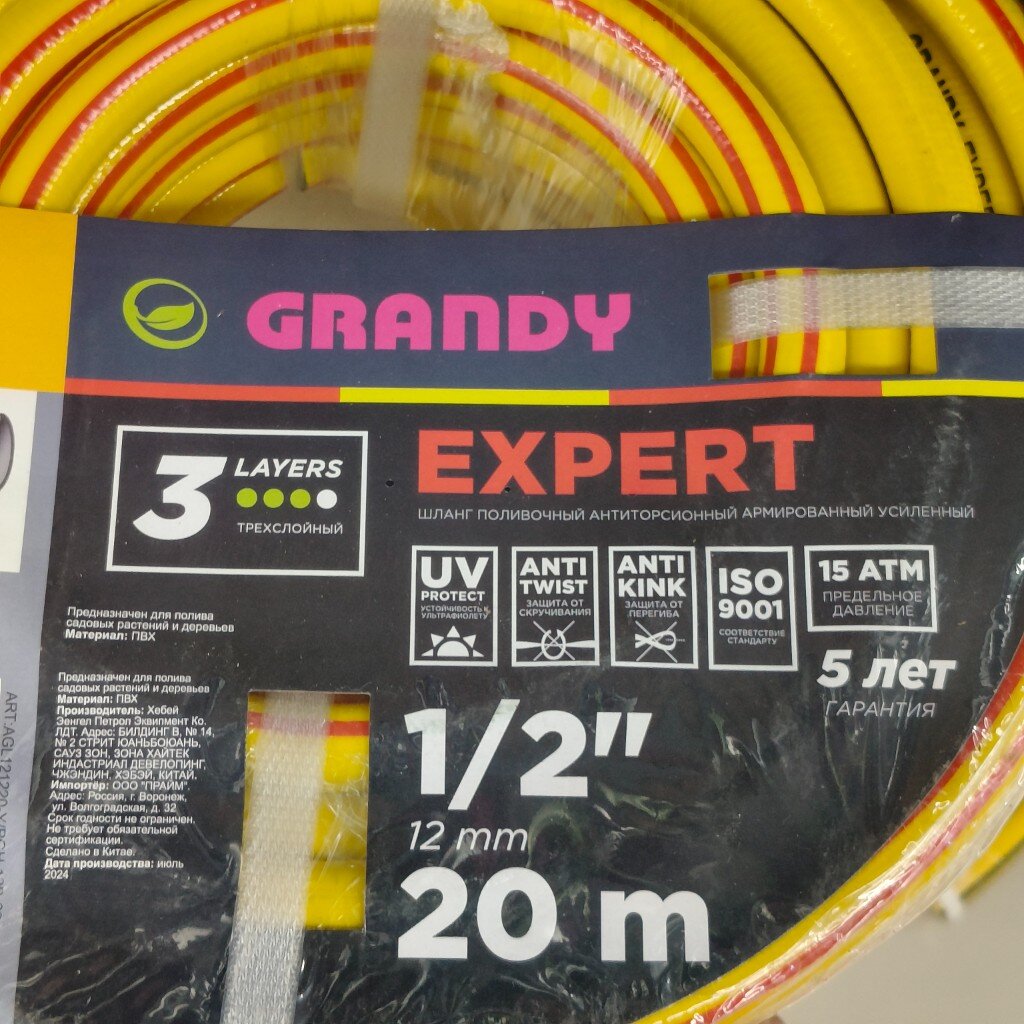 GRANDY
3 LAYERS
ТРЕХСЛОЙНЫЙ
EXPERT
ШЛАНГ ПОЛИВОЧНЫЙ АНТИТОРСИОННЫЙ АРМИРОВАННЫЙ УСИЛЕННЫЙ
UV
PROTECT
УСТОЙЧИВОСТЬ К
УЛЬТРАФИОЛЕТУ
ANTI
TWIST
ЗАЩИТА ОТ
СКРУЧИВАНИЯ
ANTI
KINK
ЗАЩИТА ОТ
ПЕРЕГИБА
ISO
9001
СООТВЕТСТВИЕ
СТАНДАРТУ
15 ATM
ПРЕДЕЛЬНОЕ
ДАВЛЕНИЕ
5 лет
ГАРАНТИЯ
Предназначен для полива
садовых растений и деревьев
Материал: ПВХ
Предназначен для полива
садовых растений и деревьев
Материал: ПВХ
Производитель: Хебей
Зенгел Петрол Эквипмент Ко.
ЛДТ. Адрес: БИЛДИНГ В, № 14,
№ 2 СТРИТ ЮАНЬБОЮАНЬ,
САУЗ ЗОН, ЗОНА ХАЙТЕК
ИНДАСТРИАЛ ДЕВЕЛОПИНГ,
ЧЖЭНДИН, ХЭБЭЙ, КИТАЙ.
Импортёр: ООО "ПРАЙМ".
Адрес: Россия, г. Воронеж,
ул. Волгоградская, д. 32
Срок годности не ограничен.
Не требует обязательной
сертификации.
Сделано в Китае.
Дата производства: июль
2024
1/2"
12 mm
20 m